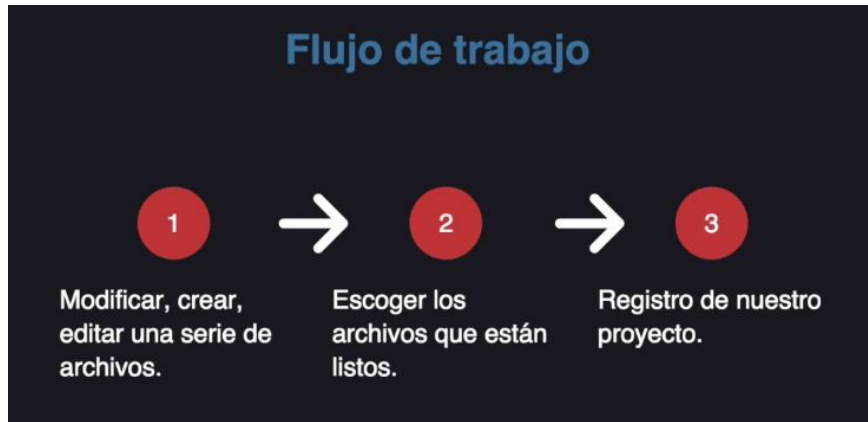 Flujo de trabajo
1
2
3
Modificar, crear,
editar una serie de
archivos.
Escoger los
archivos que están
listos.
Registro de nuestro
proyecto.